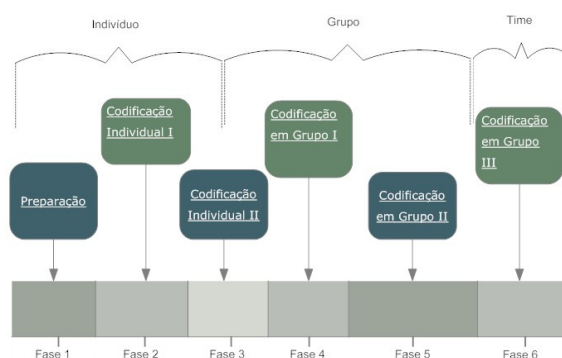 Indivíduo
Grupo
Time
Codificação
Individual I
Codificação
em Grupo I
Codificação
em Grupo
III
Preparação
Codificação
Individual II
Codificação
em Grupo II
Fase 1
Fase 2
Fase 3
Fase 4
Fase 5
Fase 6